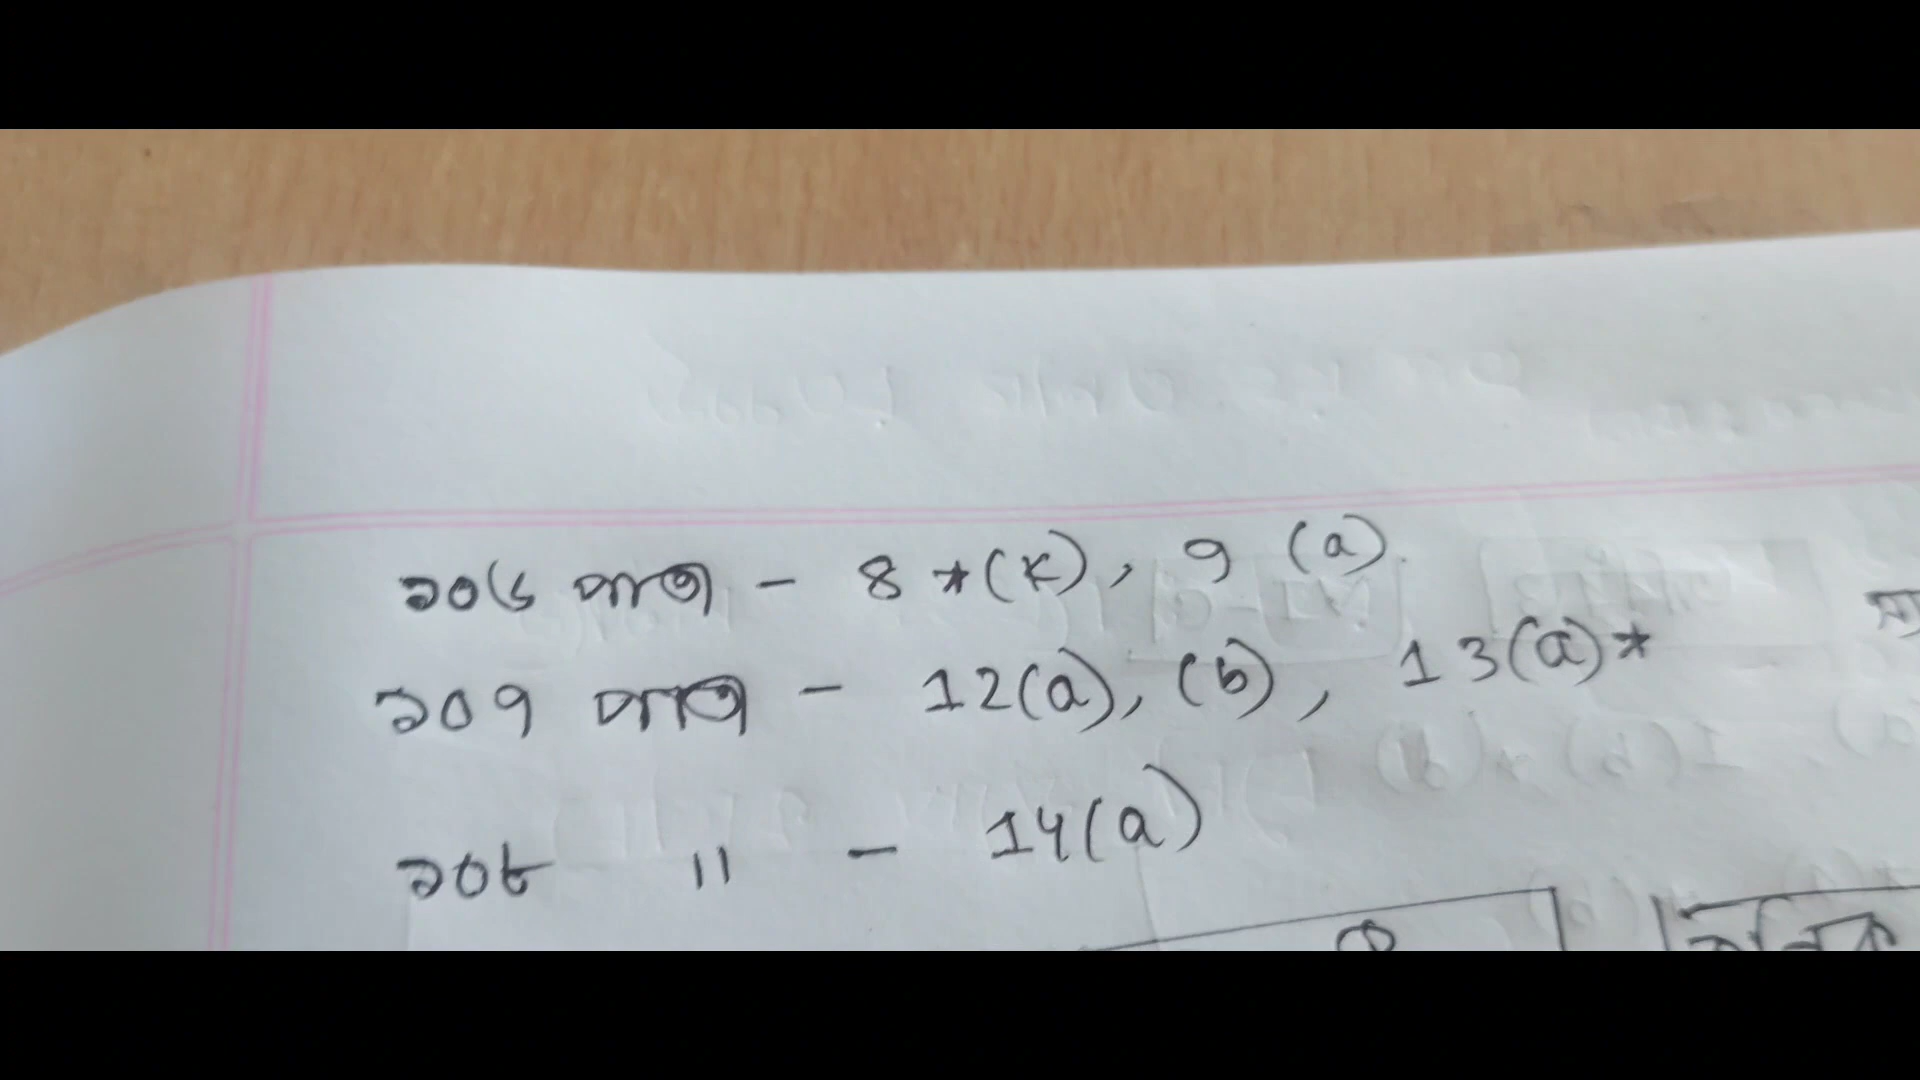 ১০৬ পাতা - 8 *(k), 9 (a)
১০৭ পাতা - 12(a), (b), 13(a)*
১০৮ " - 14(a)